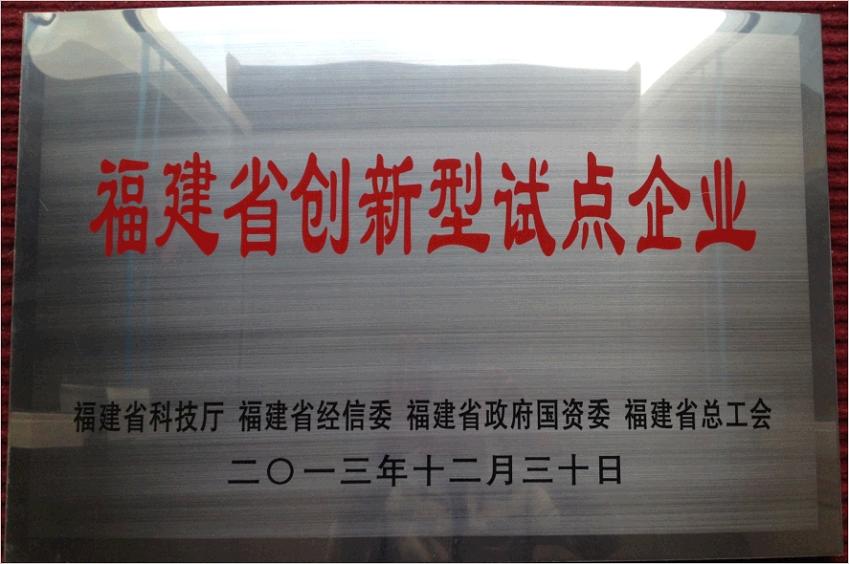 福建省创新型试点企业
福建省科技厅 福建省经信委 福建省政府国资委 福建省总工会
二〇一三年十二月三十日